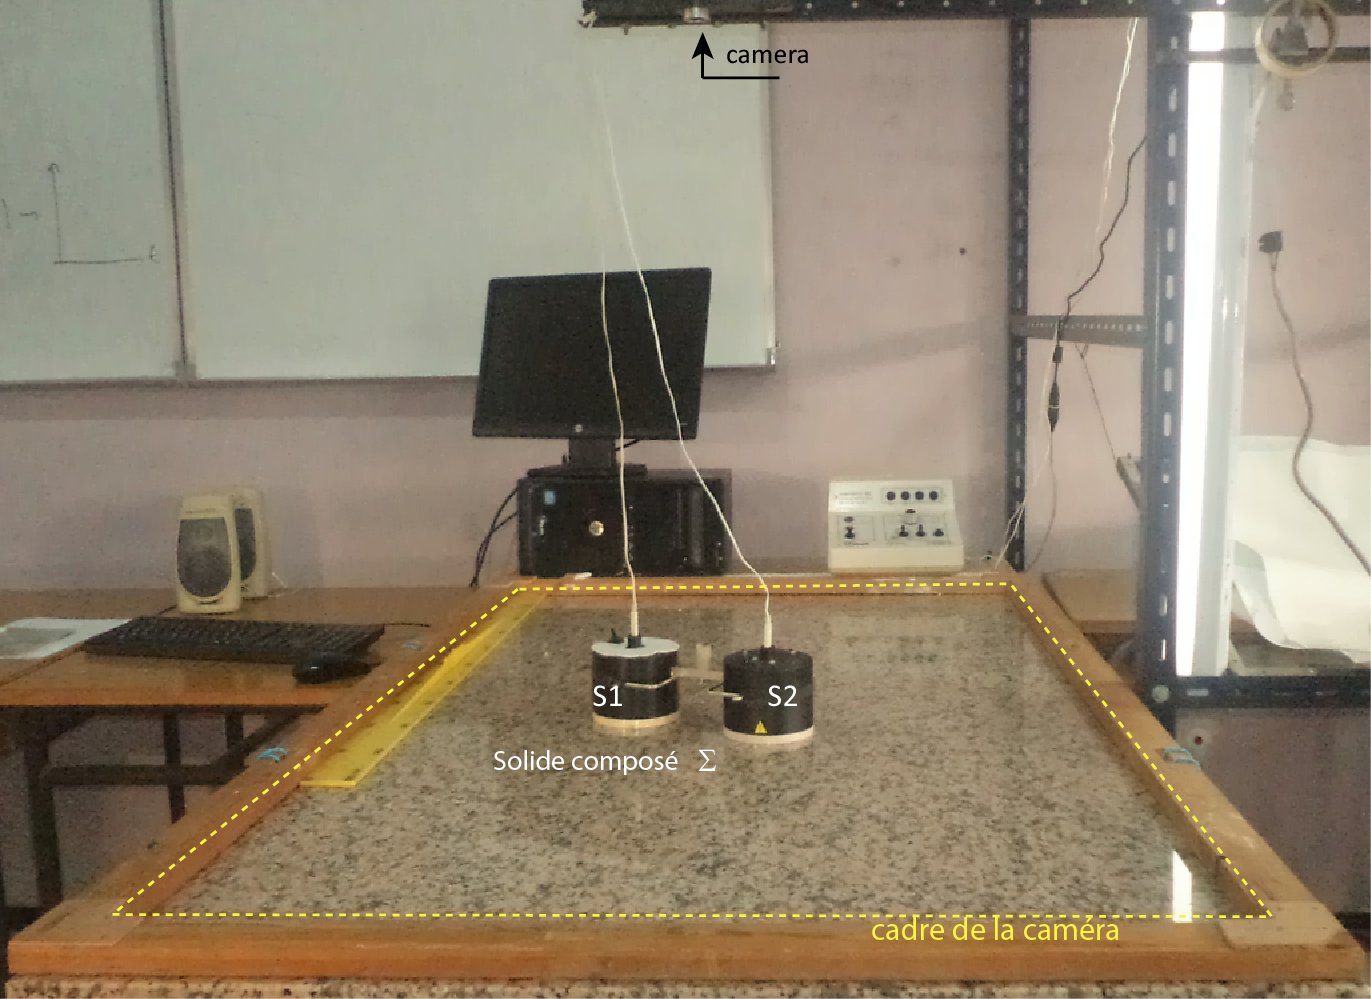 camera
S1
S2
Solide composé Σ
cadre de la caméra